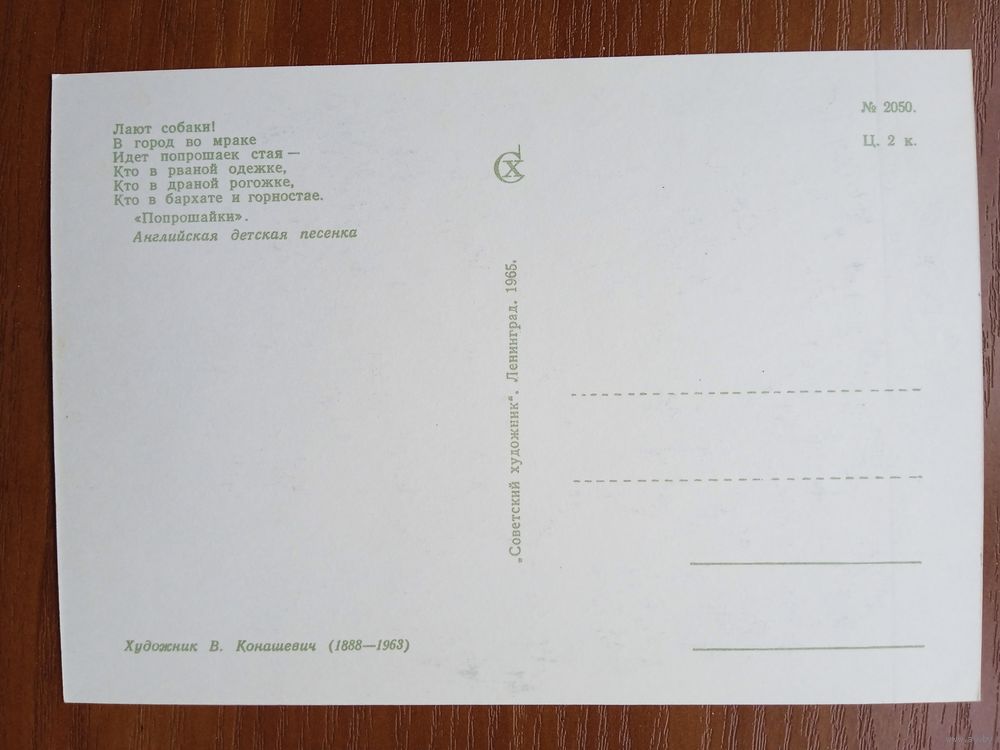 Лают собаки!
В город во мраке
Идет попрошаек стая —
Кто в рваной одежке,
Кто в драной рогожке,
Кто в бархате и горностае.
«Попрошайки».
Английская детская песенка
Художник В. Конашевич (1888—1963)
СХ
„Советский художник“. Ленинград. 1965.
№ 2050.
Ц. 2 к.